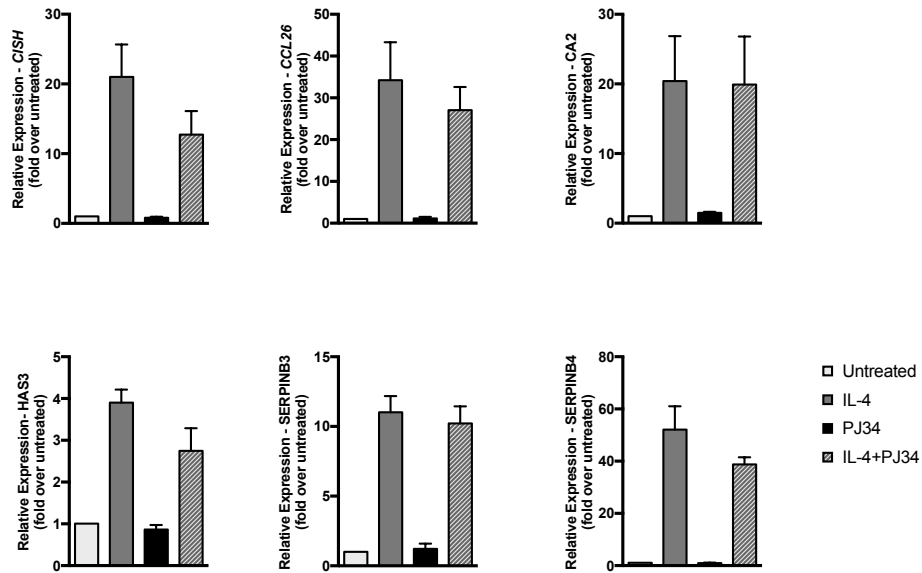 Relative Expression - CISH
(fold over untreated)
30
20
10
0
Relative Expression - CCL26
(fold over untreated)
50
40
30
20
10
0
Relative Expression - CA2
(fold over untreated)
30
20
10
0
Relative Expression- HAS3
(fold over untreated)
5
4
3
2
1
0
Relative Expression - SERPINB3
(fold over untreated)
15
10
5
0
Relative Expression - SERPINB4
(fold over untreated)
80
60
40
20
0
Untreated
IL-4
PJ34
IL-4+PJ34